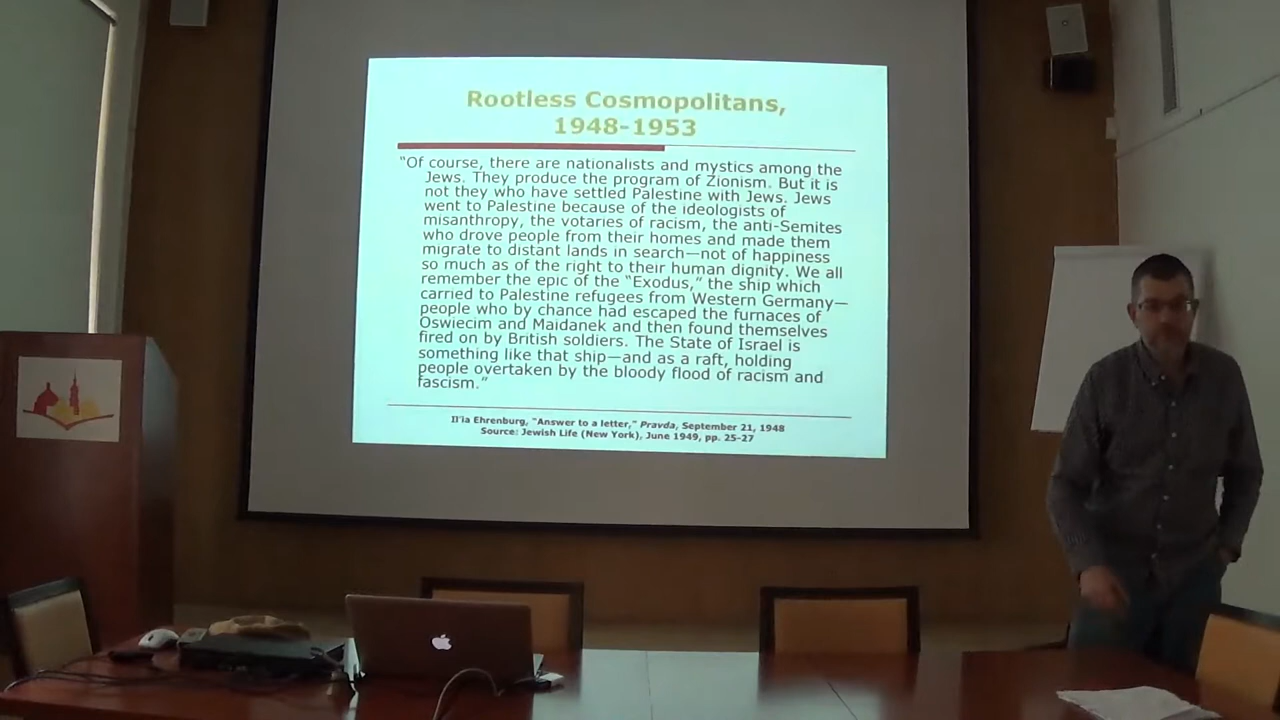 Rootless Cosmopolitans,
1948-1953
"Of course, there are nationalists and mystics among the
Jews. They produce the program of Zionism. But it is
not they who have settled Palestine with Jews. Jews
went to Palestine because of the ideologists of
misanthropy, the votaries of racism, the anti-Semites
who drove people from their homes and made them
migrate to distant lands in search—not of happiness
so much as of the right to their human dignity. We all
remember the epic of the "Exodus," the ship which
carried to Palestine refugees from Western Germany—
people who by chance had escaped the furnaces of
Oswiecim and Maidanek and then found themselves
fired on by British soldiers. The State of Israel is
something like that ship—and as a raft, holding
people overtaken by the bloody flood of racism and
fascism."
Il'ia Ehrenburg, "Answer to a letter," Pravda, September 21, 1948
Source: Jewish Life (New York), June 1949, pp. 25-27